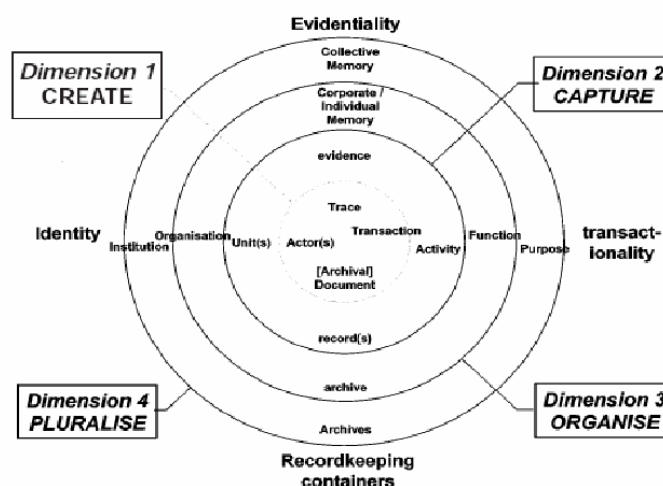 Evidentiality
Collective
Memory
Dimension 1
CREATE
Dimension 2
CAPTURE
Corporate /
Individual
Memory
evidence
Trace
Identity
Institution
Organisation
Unit(s)
Actor(s)
Transaction
Activity
Function
Purpose
transact-
ionality
[Archival]
Document
record(s)
archive
Dimension 4
PLURALISE
Dimension 3
ORGANISE
Archives
Recordkeeping
containers